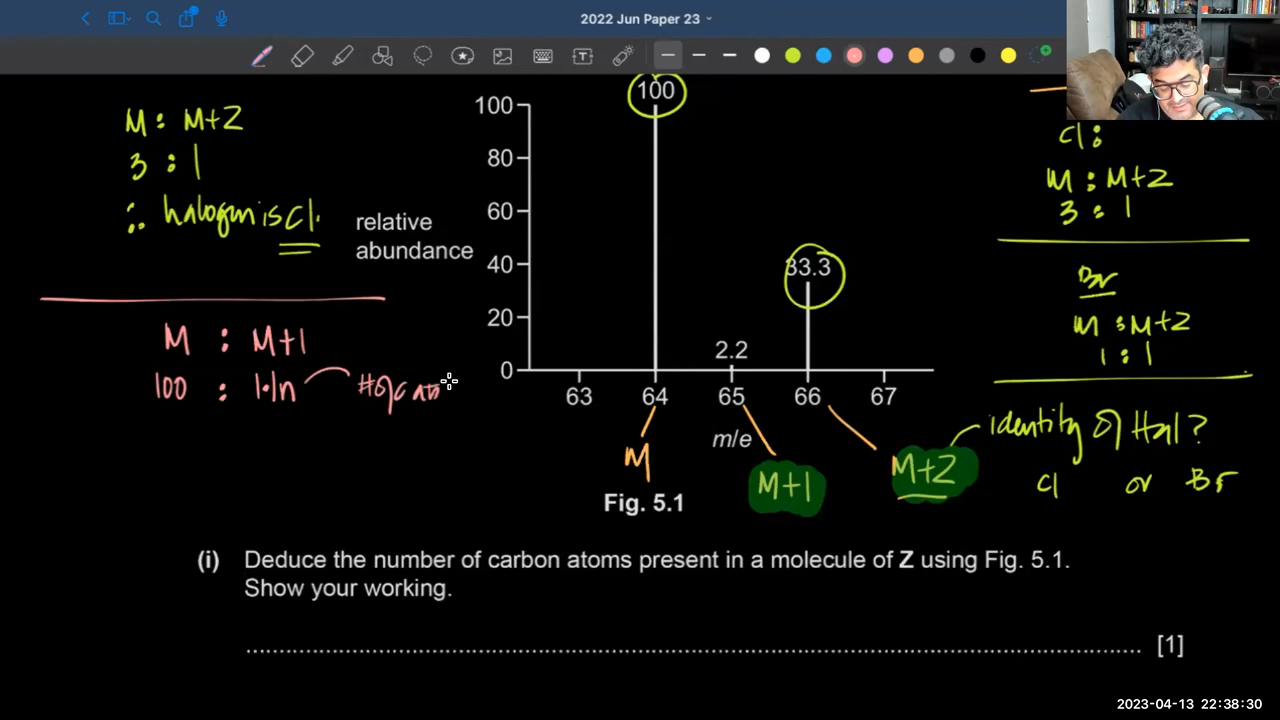 2022 Jun Paper 23
M : M+2
3 : 1
∴ halogen is Cl.
relative
abundance
100
80
60
40
20
0
100
2.2
33.3
63 64 65 66 67
m/e
M
M+1
M+2
Fig. 5.1
M : M+1
100 : 1.1n
# of C ato
Cl :
M : M+2
3 : 1
Br
M : M+2
1 : 1
identity of Hal ?
Cl or Br
(i) Deduce the number of carbon atoms present in a molecule of Z using Fig. 5.1.
Show your working.
[1]
2023-04-13 22:38:30